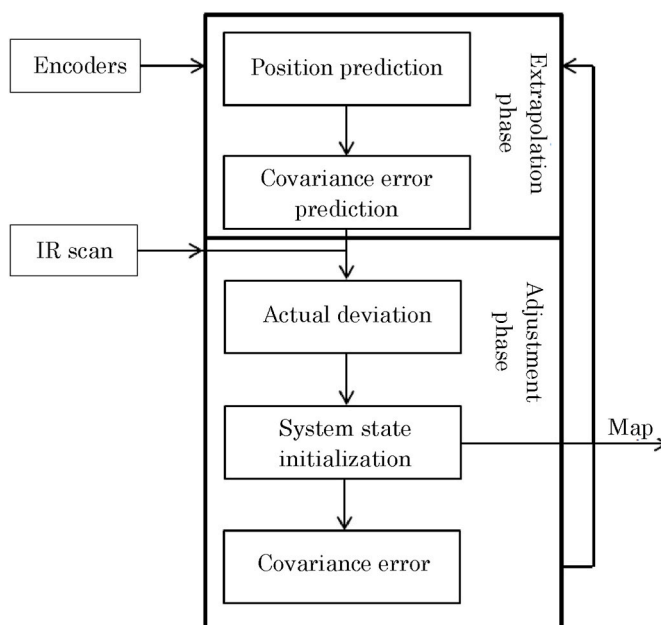 Encoders
Position prediction
Extrapolation
phase
Covariance error
prediction
IR scan
Actual deviation
Adjustment
phase
System state
initialization
Map
Covariance error